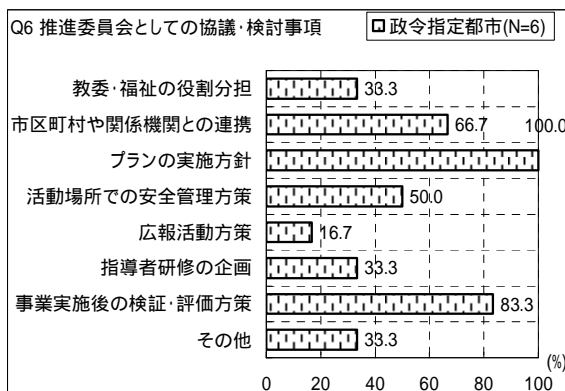 Q6 推進委員会としての協議･検討事項
政令指定都市(N=6)
教委･福祉の役割分担 33.3
市区町村や関係機関との連携 66.7 100.0
プランの実施方針
活動場所での安全管理方策 50.0
広報活動方策 16.7
指導者研修の企画 33.3
事業実施後の検証･評価方策 83.3
その他 33.3
(%)
0 20 40 60 80 100